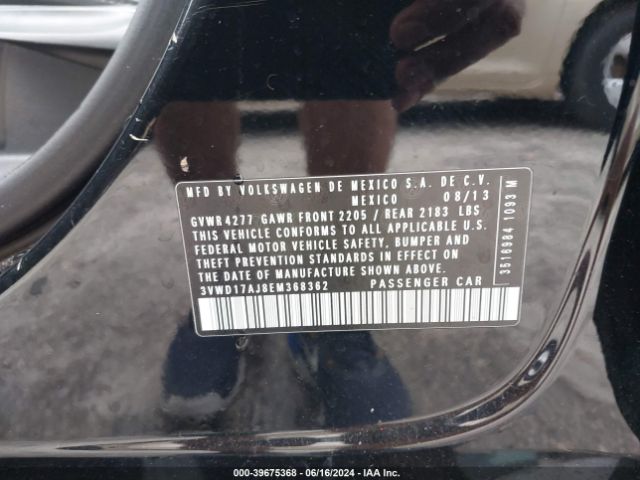 MFD BY VOLKSWAGEN DE MEXICO S.A. DE C.V.
MEXICO 08/13
GVWR 4277 GAWR FRONT 2205 / REAR 2183 LBS
THIS VEHICLE CONFORMS TO ALL APPLICABLE U.S.
FEDERAL MOTOR VEHICLE SAFETY, BUMPER AND
THEFT PREVENTION STANDARDS IN EFFECT ON
THE DATE OF MANUFACTURE SHOWN ABOVE.
3VWD17AJ8EM368362 PASSENGER CAR
3516984 1093 M
000-39675368 - 06/16/2024 - IAA Inc.